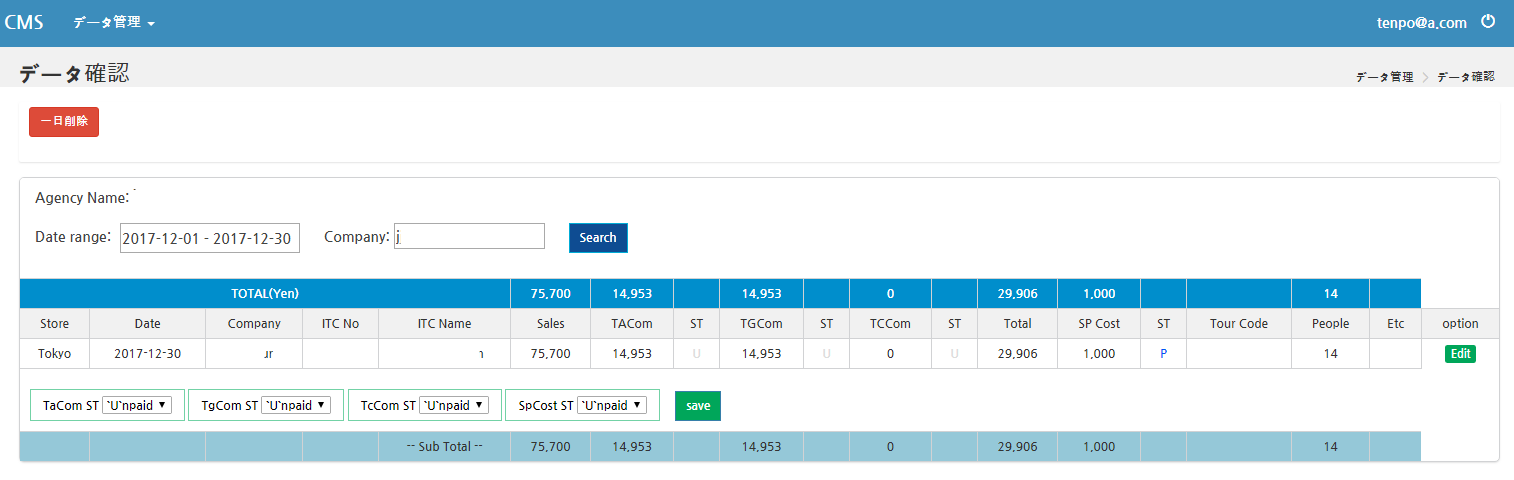 CMS データ管理 tenpo@a.com
データ確認 データ管理 > データ確認
一日削除
Agency Name:
Date range: 2017-12-01 - 2017-12-30 Company: j Search
TOTAL(Yen) 75,700 14,953 14,953 0 29,906 1,000 14
Store Date Company ITC No ITC Name Sales TACom ST TGCom ST TCCom ST Total SP Cost ST Tour Code People Etc option
Tokyo 2017-12-30 75,700 14,953 U 14,953 U 0 U 29,906 1,000 P 14 Edit
TaCom ST `U`npaid TgCom ST `U`npaid TcCom ST `U`npaid SpCost ST `U`npaid save
-- Sub Total -- 75,700 14,953 14,953 0 29,906 1,000 14